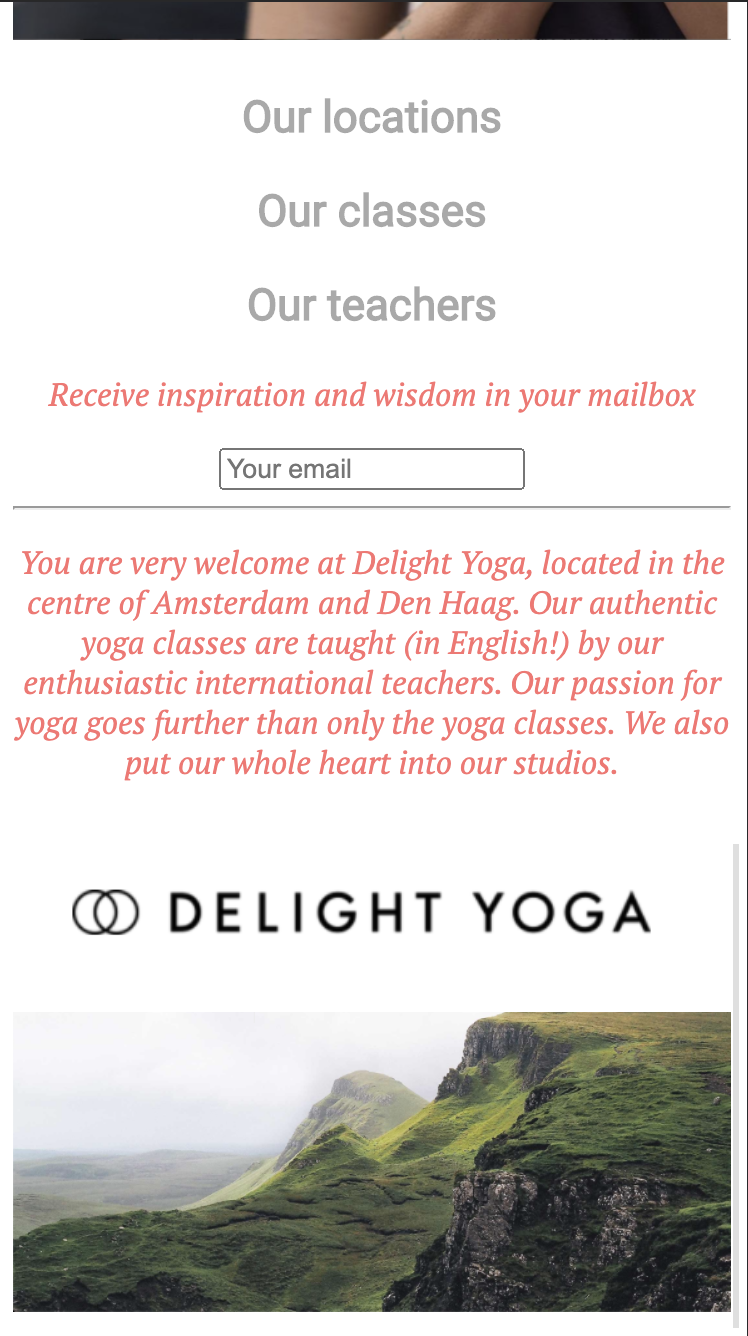 Our locations
Our classes
Our teachers
Receive inspiration and wisdom in your mailbox
Your email
You are very welcome at Delight Yoga, located in the
centre of Amsterdam and Den Haag. Our authentic
yoga classes are taught (in English!) by our
enthusiastic international teachers. Our passion for
yoga goes further than only the yoga classes. We also
put our whole heart into our studios.
DELIGHT YOGA